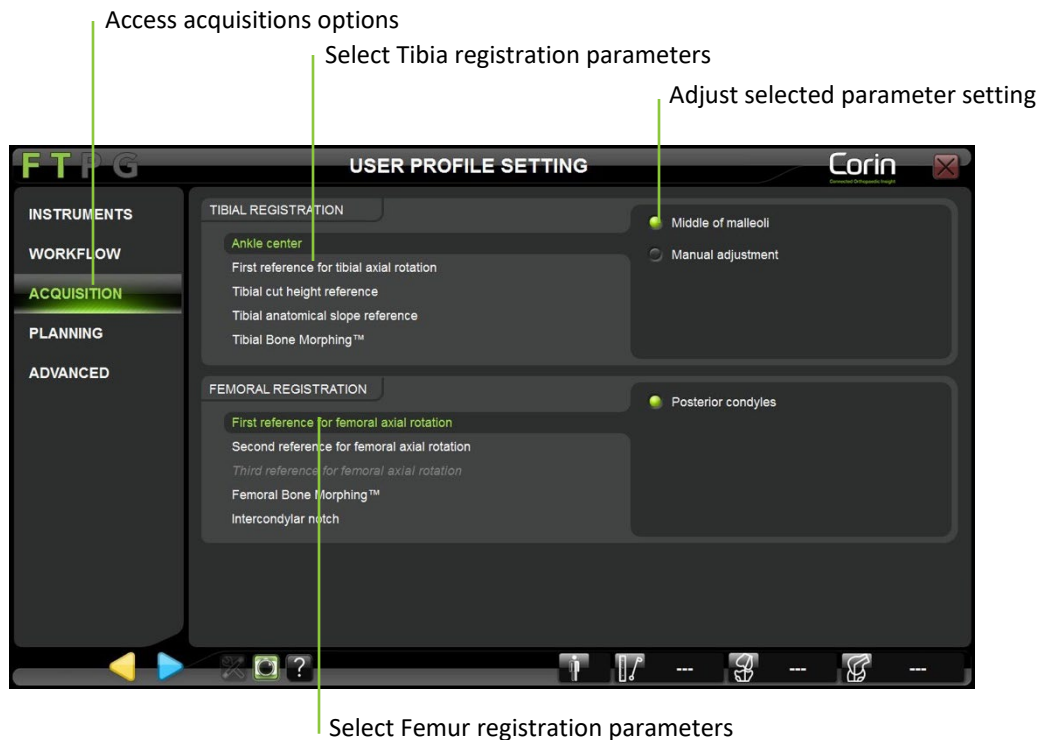 Access acquisitions options
Select Tibia registration parameters
Adjust selected parameter setting
FTPG
USER PROFILE SETTING
Corin
Connected Orthopaedic Insight
INSTRUMENTS
WORKFLOW
ACQUISITION
PLANNING
ADVANCED
TIBIAL REGISTRATION
Ankle center
First reference for tibial axial rotation
Tibial cut height reference
Tibial anatomical slope reference
Tibial Bone Morphing™
Middle of malleoli
Manual adjustment
FEMORAL REGISTRATION
First reference for femoral axial rotation
Second reference for femoral axial rotation
Third reference for femoral axial rotation
Femoral Bone Morphing™
Intercondylar notch
Posterior condyles
?
---
---
---
Select Femur registration parameters